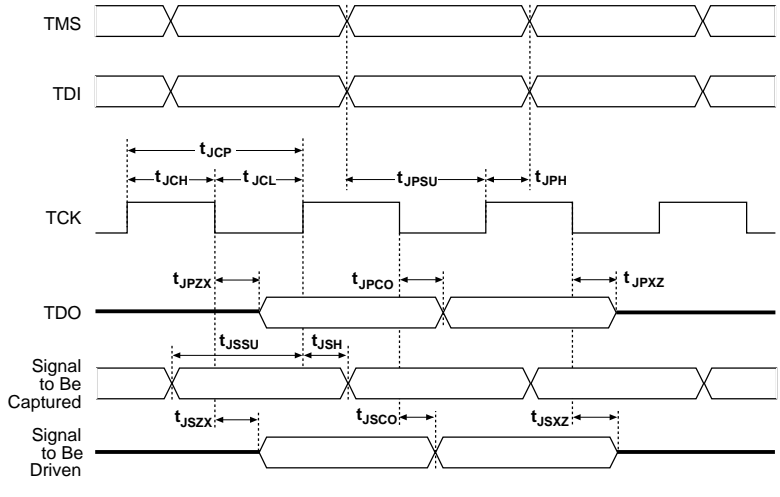 TMS
TDI
tJCP
tJCH
tJCL
tJPSU
tJPH
TCK
tJPZX
tJPCO
tJPXZ
TDO
tJSSU
tJSH
Signal
to Be
Captured
tJSZX
tJSCO
tJSXZ
Signal
to Be
Driven